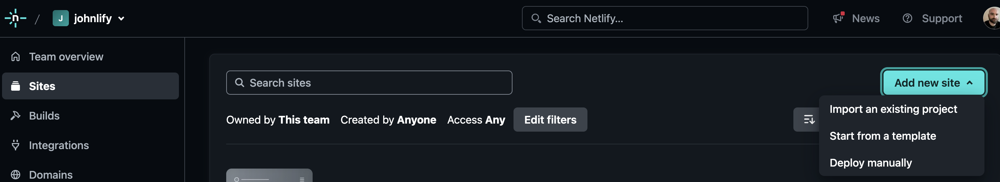 n / J johnlify
Search Netlify...
News
Support
Team overview
Sites
Builds
Integrations
Domains
Search sites
Add new site
Owned by This team Created by Anyone Access Any Edit filters
Import an existing project
Start from a template
Deploy manually